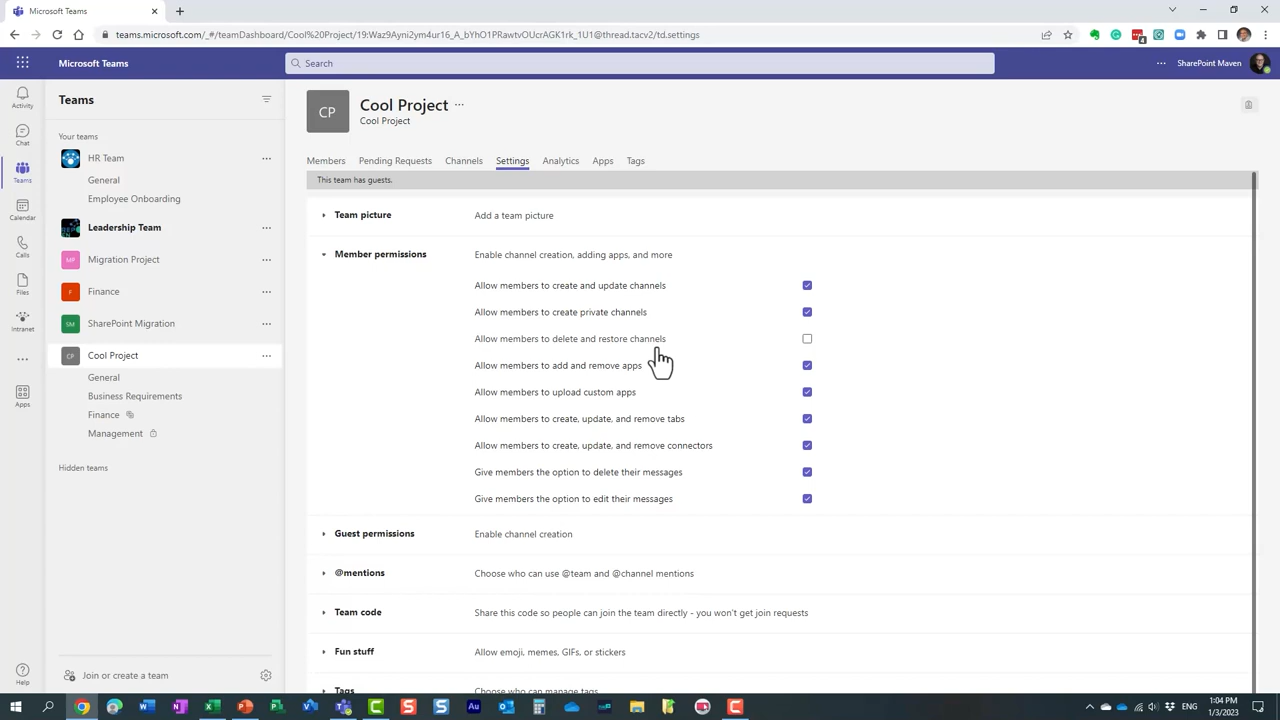 Microsoft Teams
teams.microsoft.com/_#/teamDashboard/Cool%20Project/19:Waz9Ayni2ym4ur16_A_bYhO1PRawtvOUcrAGK1rk_1U1@thread.tacv2/td.settings
4
Microsoft Teams
Search
SharePoint Maven
Activity
Chat
Teams
Calendar
Calls
Files
Intranet
Apps
Help
Teams
Your teams
HR Team
General
Employee Onboarding
Leadership Team
MP Migration Project
F Finance
SM SharePoint Migration
CP Cool Project
General
Business Requirements
Finance
Management
Hidden teams
Join or create a team
CP
Cool Project
Cool Project
Members Pending Requests Channels Settings Analytics Apps Tags
This team has guests.
Team picture Add a team picture
Member permissions Enable channel creation, adding apps, and more
Allow members to create and update channels
Allow members to create private channels
Allow members to delete and restore channels
Allow members to add and remove apps
Allow members to upload custom apps
Allow members to create, update, and remove tabs
Allow members to create, update, and remove connectors
Give members the option to delete their messages
Give members the option to edit their messages
Guest permissions Enable channel creation
@mentions Choose who can use @team and @channel mentions
Team code Share this code so people can join the team directly - you won't get join requests
Fun stuff Allow emoji, memes, GIFs, or stickers
Tags Choose who can manage tags
1:04 PM
1/3/2023